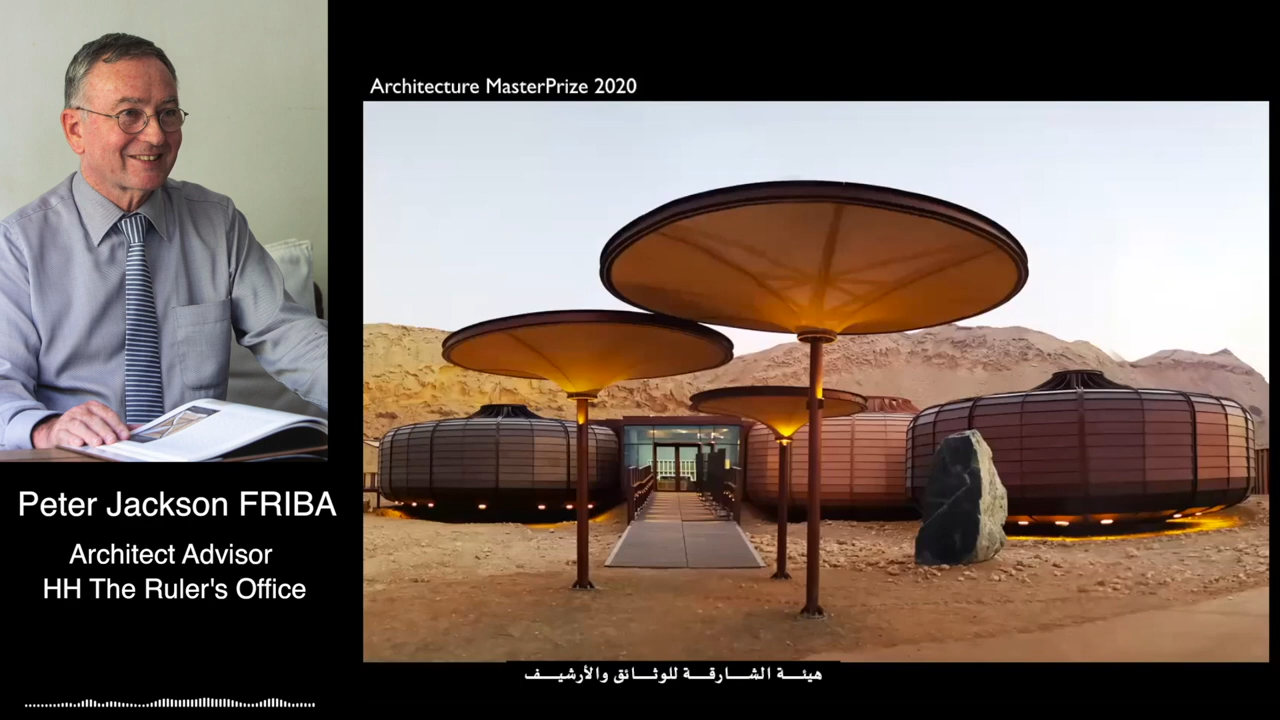 Architecture MasterPrize 2020
Peter Jackson FRIBA
Architect Advisor
HH The Ruler's Office
هيئة الشارقة للوثائق والأرشيف